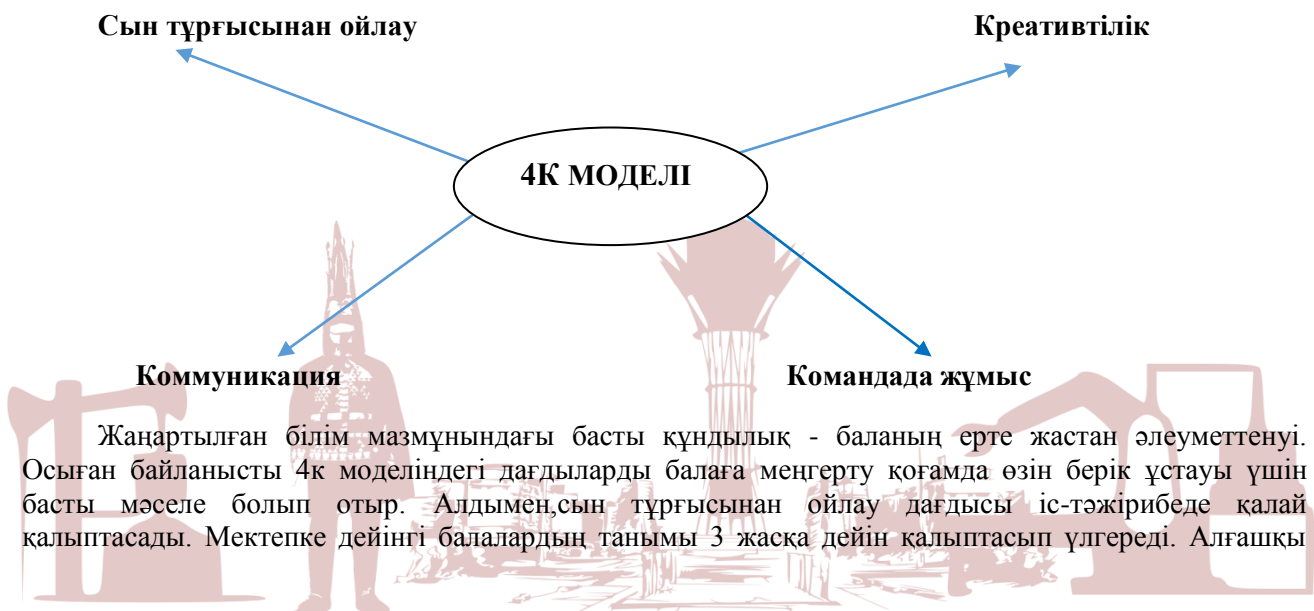 Сын тұрғысынан ойлау
Креативтілік
4К МОДЕЛІ
Коммуникация
Командада жұмыс
Жаңартылған білім мазмұнындағы басты құндылық - баланың ерте жастан әлеуметтенуі.
Осыған байланысты 4к моделіндегі дағдыларды балаға меңгерту қоғамда өзін берік ұстауы үшін
басты мәселе болып отыр. Алдымен,сын тұрғысынан ойлау дағдысы іс-тәжірибеде қалай
қалыптасады. Мектепке дейінгі балалардың танымы 3 жасқа дейін қалыптасып үлгереді. Алғашқы